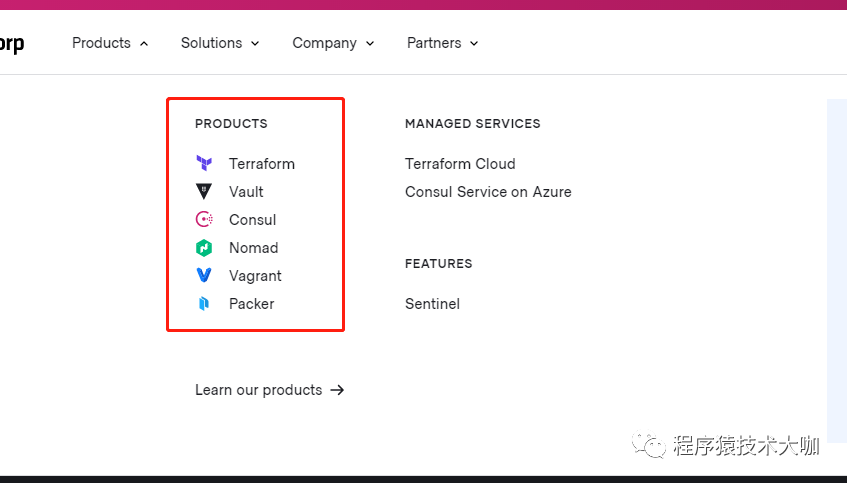 orp
Products
Solutions
Company
Partners
PRODUCTS
Terraform
Vault
Consul
Nomad
Vagrant
Packer
Learn our products →
MANAGED SERVICES
Terraform Cloud
Consul Service on Azure
FEATURES
Sentinel
程序猿技术大咖